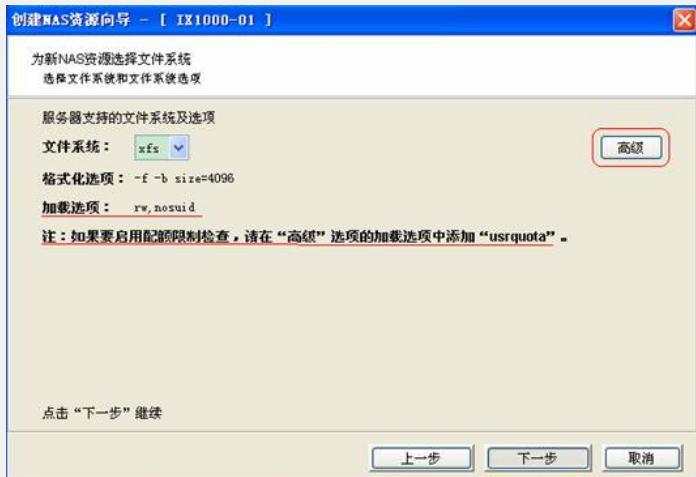 创建NAS资源向导 - [ IX1000-01 ]
为新NAS资源选择文件系统
选择文件系统和文件系统选项
服务器支持的文件系统及选项
文件系统： xfs 高级
格式化选项： -f -b size=4096
加载选项： rw,nosuid
注：如果要启用配额限制检查，请在“高级”选项的加载选项中添加“usrquota”。
点击“下一步”继续
上一步 下一步 取消